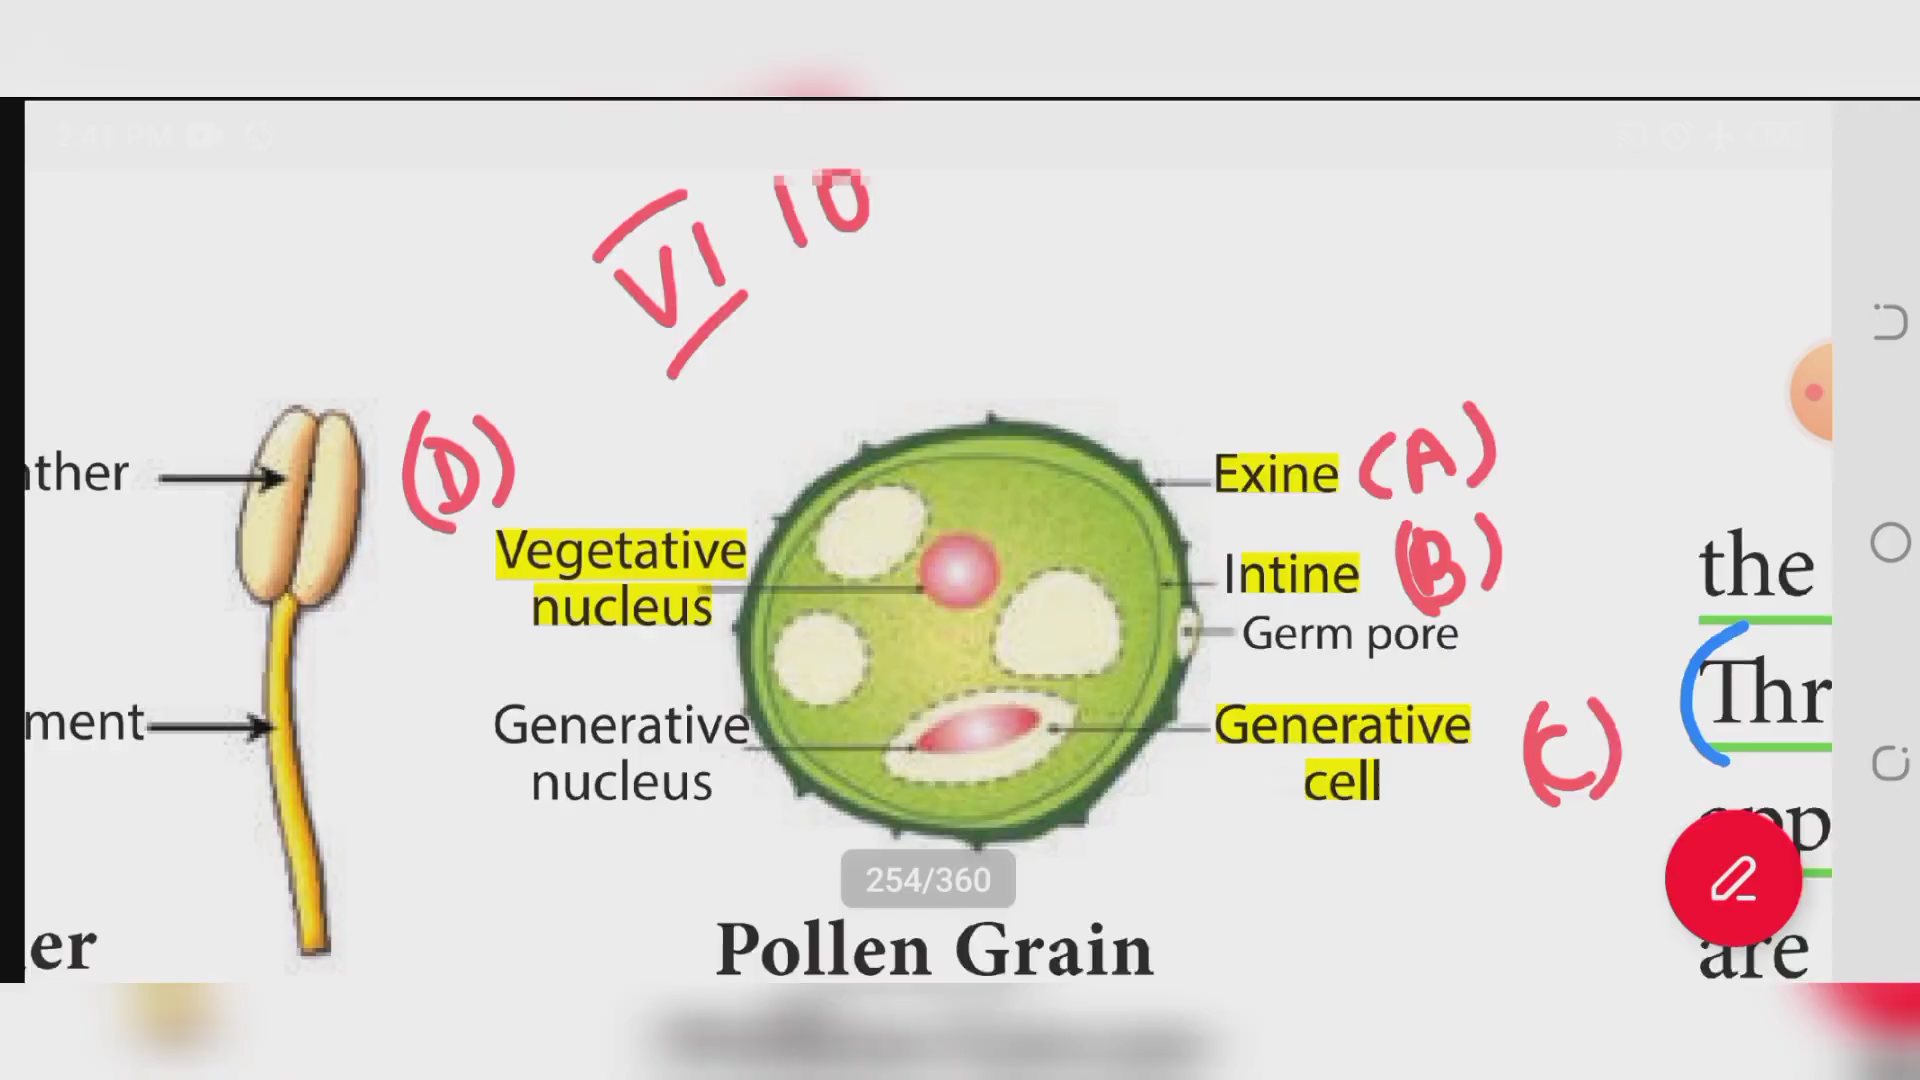 VI 10
ther
(D)
Vegetative
nucleus
Generative
nucleus
ment
er
Exine (A)
Intine (B)
Germ pore
Generative
cell
(C)
254/360
Pollen Grain
the
Thr
are